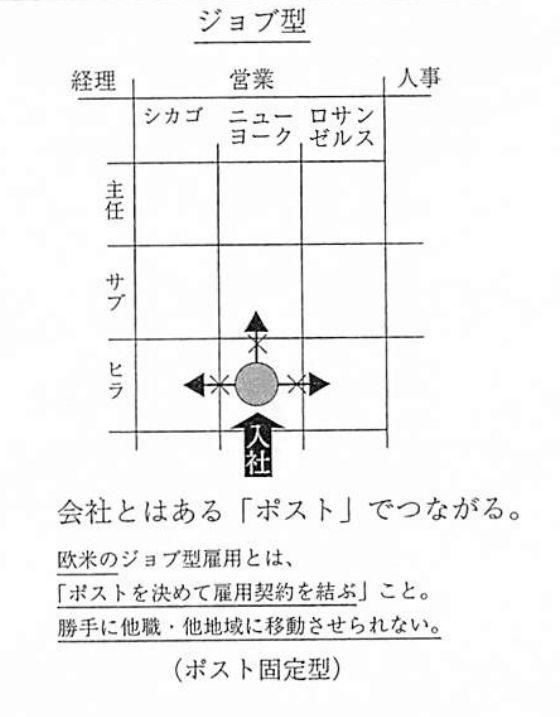 ジョブ型
経理 営業 人事
シカゴ ニュー ロサン
ヨーク ゼルス
主任
サブ
ヒラ
入社
会社とはある「ポスト」でつながる。
欧米のジョブ型雇用とは、
「ポストを決めて雇用契約を結ぶ」こと。
勝手に他職・他地域に移動させられない。
(ポスト固定型)